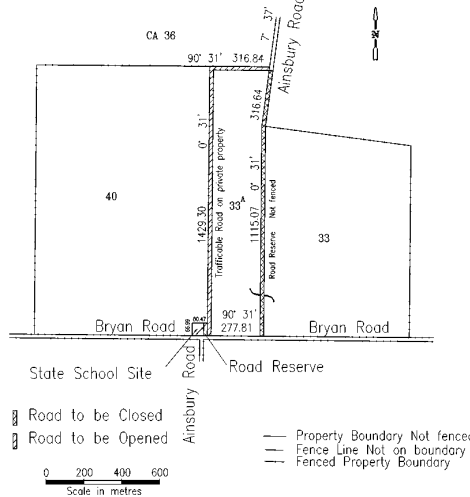 Ainsbury Road
7° 37'
N
CA 36
90° 31' 316.84
316.64
0° 31'
1429.30
Trafficable Road on private property
33A
0° 31'
1115.07
Road Reserve Not fenced
40
33
80.47
90° 31'
277.81
Bryan Road
Bryan Road
State School Site
Ainsbury Road
Road Reserve
Road to be Closed
Road to be Opened
0 200 400 600
Scale in metres
Property Boundary Not fenced
Fence Line Not on boundary
Fenced Property Boundary